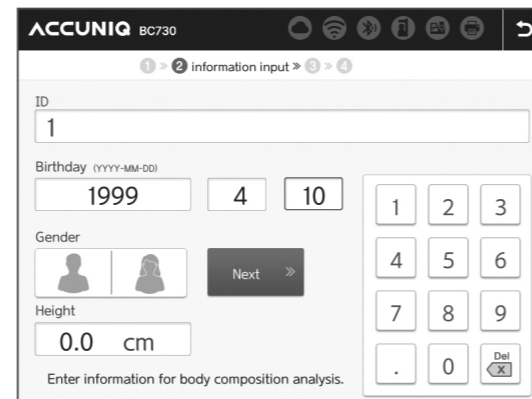 ACCUNIQ BC730
1 » 2 information input » 3 » 4
ID
1
Birthday (YYYY-MM-DD)
1999 4 10
Gender
Next »
Height
0.0 cm
Enter information for body composition analysis.
1 2 3
4 5 6
7 8 9
. 0 Del X